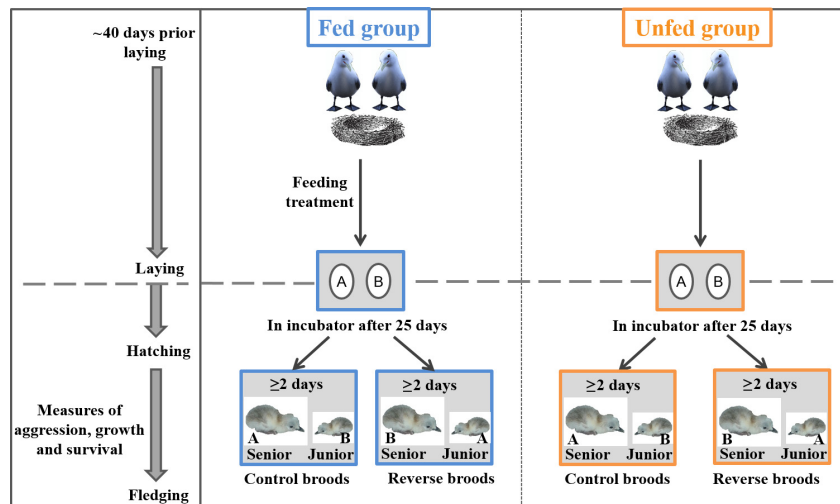 ~40 days prior
laying
Laying
Hatching
Measures of
aggression, growth
and survival
Fledging
Fed group
Feeding
treatment
A B
In incubator after 25 days
≥2 days
A B
Senior Junior
Control broods
≥2 days
B A
Senior Junior
Reverse broods
Unfed group
A B
In incubator after 25 days
≥2 days
A B
Senior Junior
Control broods
≥2 days
B A
Senior Junior
Reverse broods